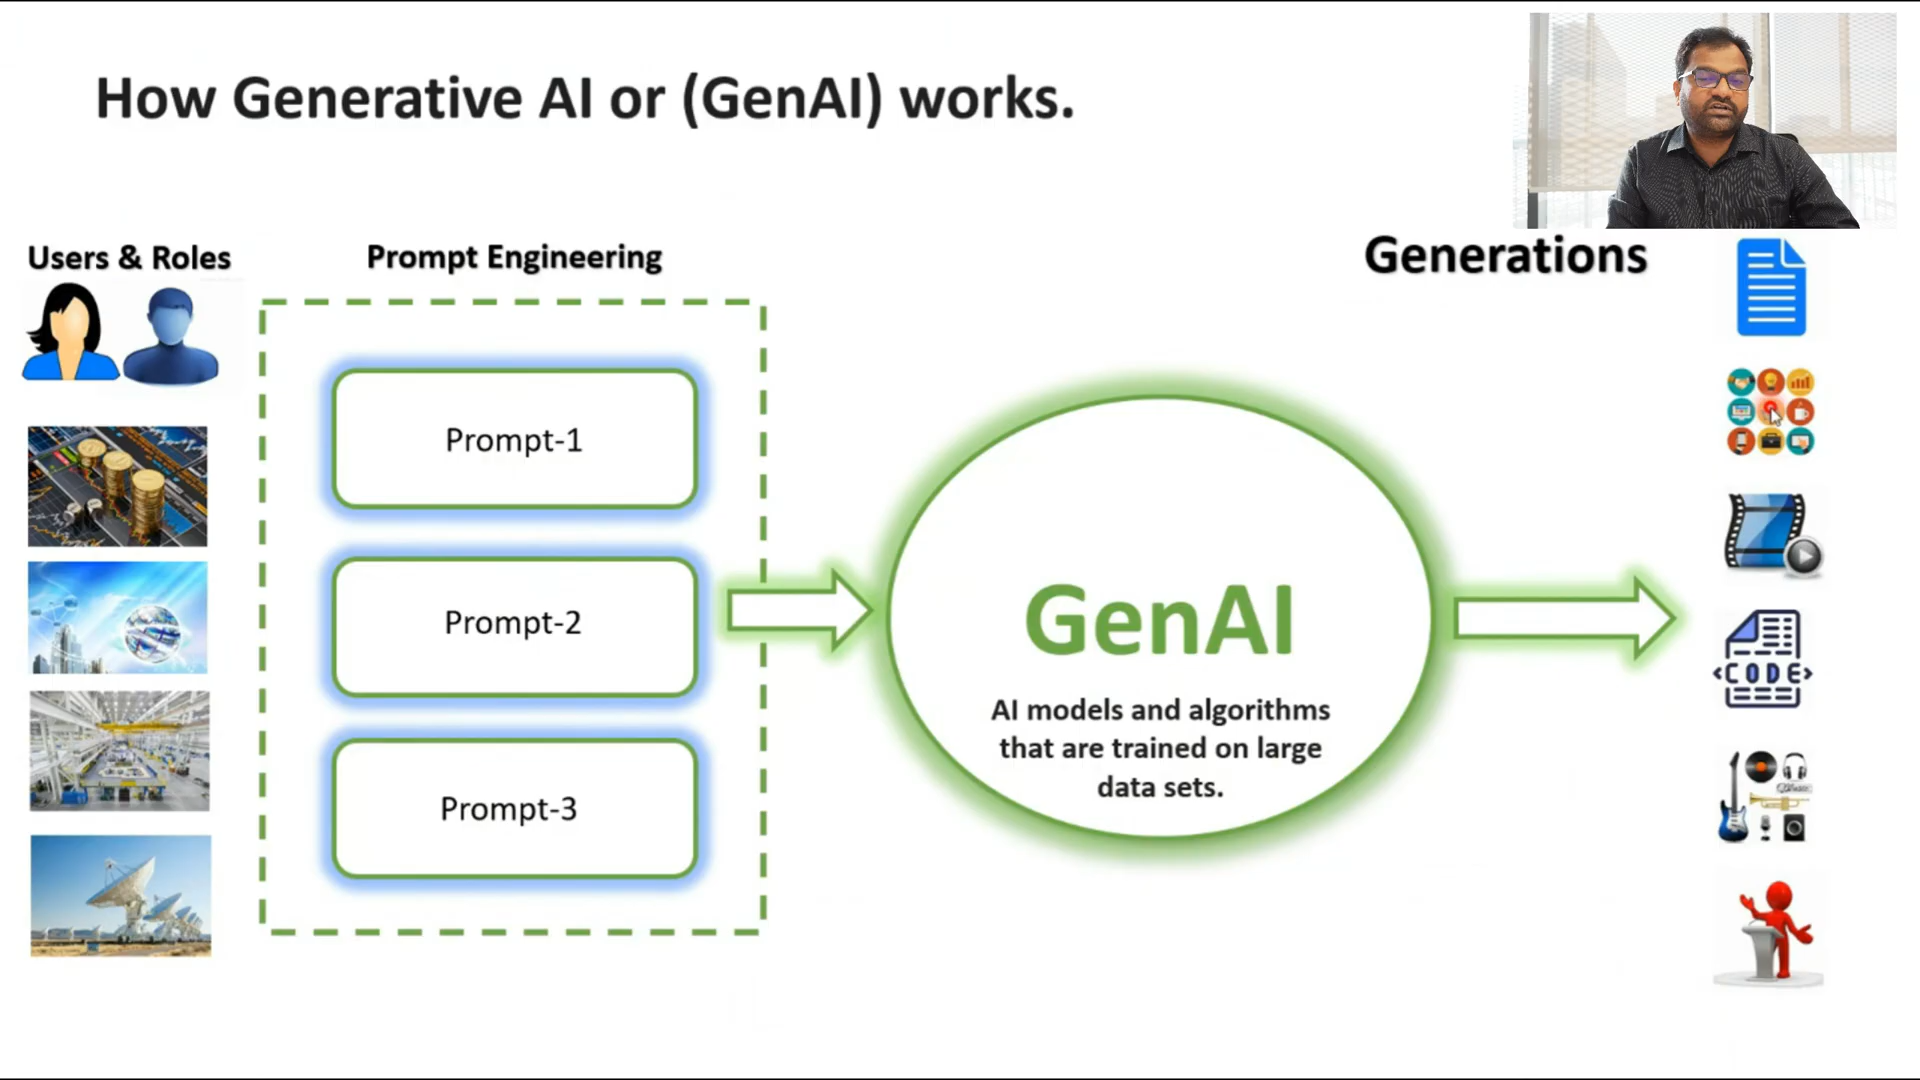 How Generative AI or (GenAI) works.
Users & Roles
Prompt Engineering
Generations
Prompt-1
Prompt-2
Prompt-3
GenAI
AI models and algorithms
that are trained on large
data sets.
<CODE>